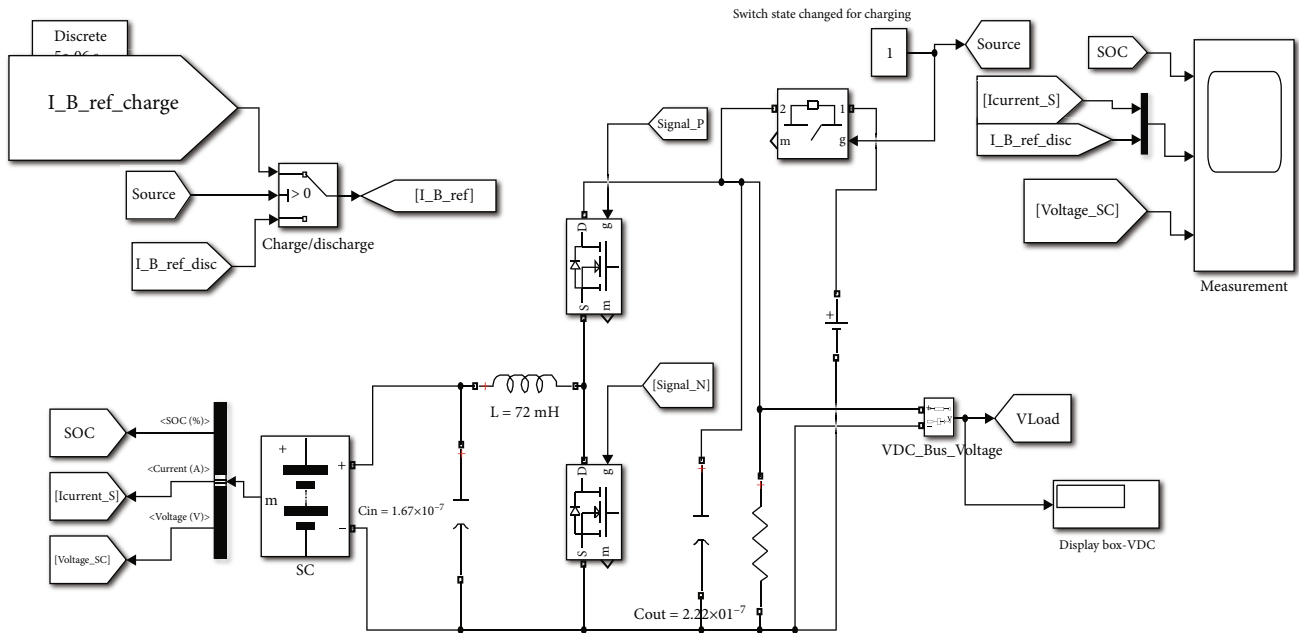 Switch state changed for charging
Discrete
I_B_ref_charge
Source
> 0
[I_B_ref]
Charge/discharge
I_B_ref_disc
Signal_P
1
Source
2
1
m
g
SOC
[Icurrent_S]
I_B_ref_disc
[Voltage_SC]
Measurement
D
g
S
m
+
L = 72 mH
[Signal_N]
D
g
S
m
SOC
[Icurrent_S]
[Voltage_SC]
<SOC (%)>
<Current (A)>
<Voltage (V)>
m
+
+
–
SC
Cin = 1.67×10⁻⁷
Cout = 2.22×01⁻⁷
+
–
v
VDC_Bus_Voltage
VLoad
Display box-VDC